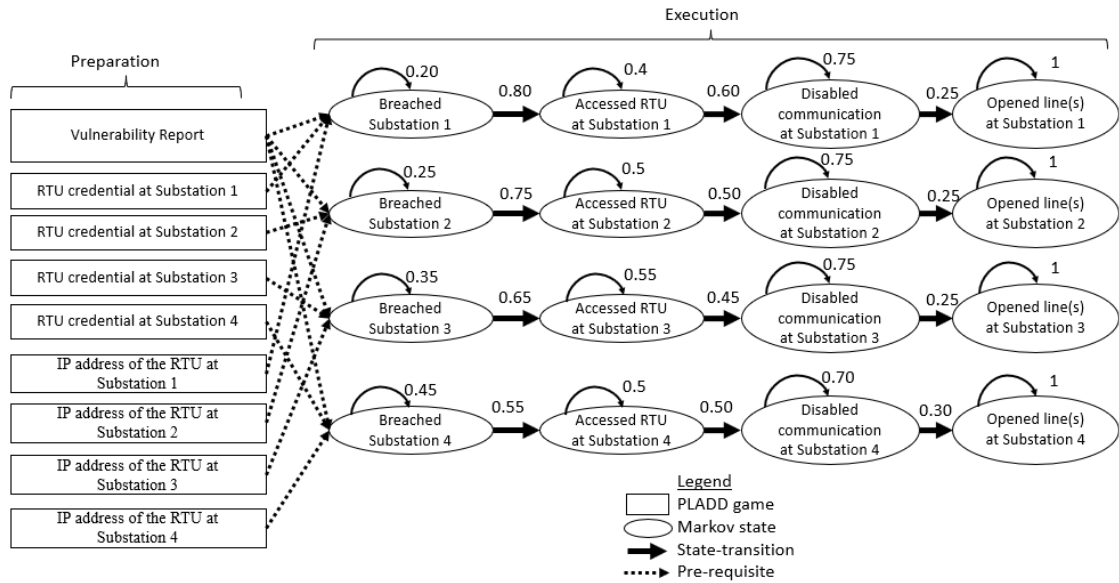 Execution
Preparation
Vulnerability Report
RTU credential at Substation 1
RTU credential at Substation 2
RTU credential at Substation 3
RTU credential at Substation 4
IP address of the RTU at
Substation 1
IP address of the RTU at
Substation 2
IP address of the RTU at
Substation 3
IP address of the RTU at
Substation 4
0.20
Breached
Substation 1
0.80
0.4
Accessed RTU
at Substation 1
0.60
0.75
Disabled
communication
at Substation 1
0.25
1
Opened line(s)
at Substation 1
0.25
Breached
Substation 2
0.75
0.5
Accessed RTU
at Substation 2
0.50
0.75
Disabled
communication
at Substation 2
0.25
1
Opened line(s)
at Substation 2
0.35
Breached
Substation 3
0.65
0.55
Accessed RTU
at Substation 3
0.45
0.75
Disabled
communication
at Substation 3
0.25
1
Opened line(s)
at Substation 3
0.45
Breached
Substation 4
0.55
0.5
Accessed RTU
at Substation 4
0.50
0.70
Disabled
communication
at Substation 4
0.30
1
Opened line(s)
at Substation 4
Legend
PLADD game
Markov state
State-transition
Pre-requisite